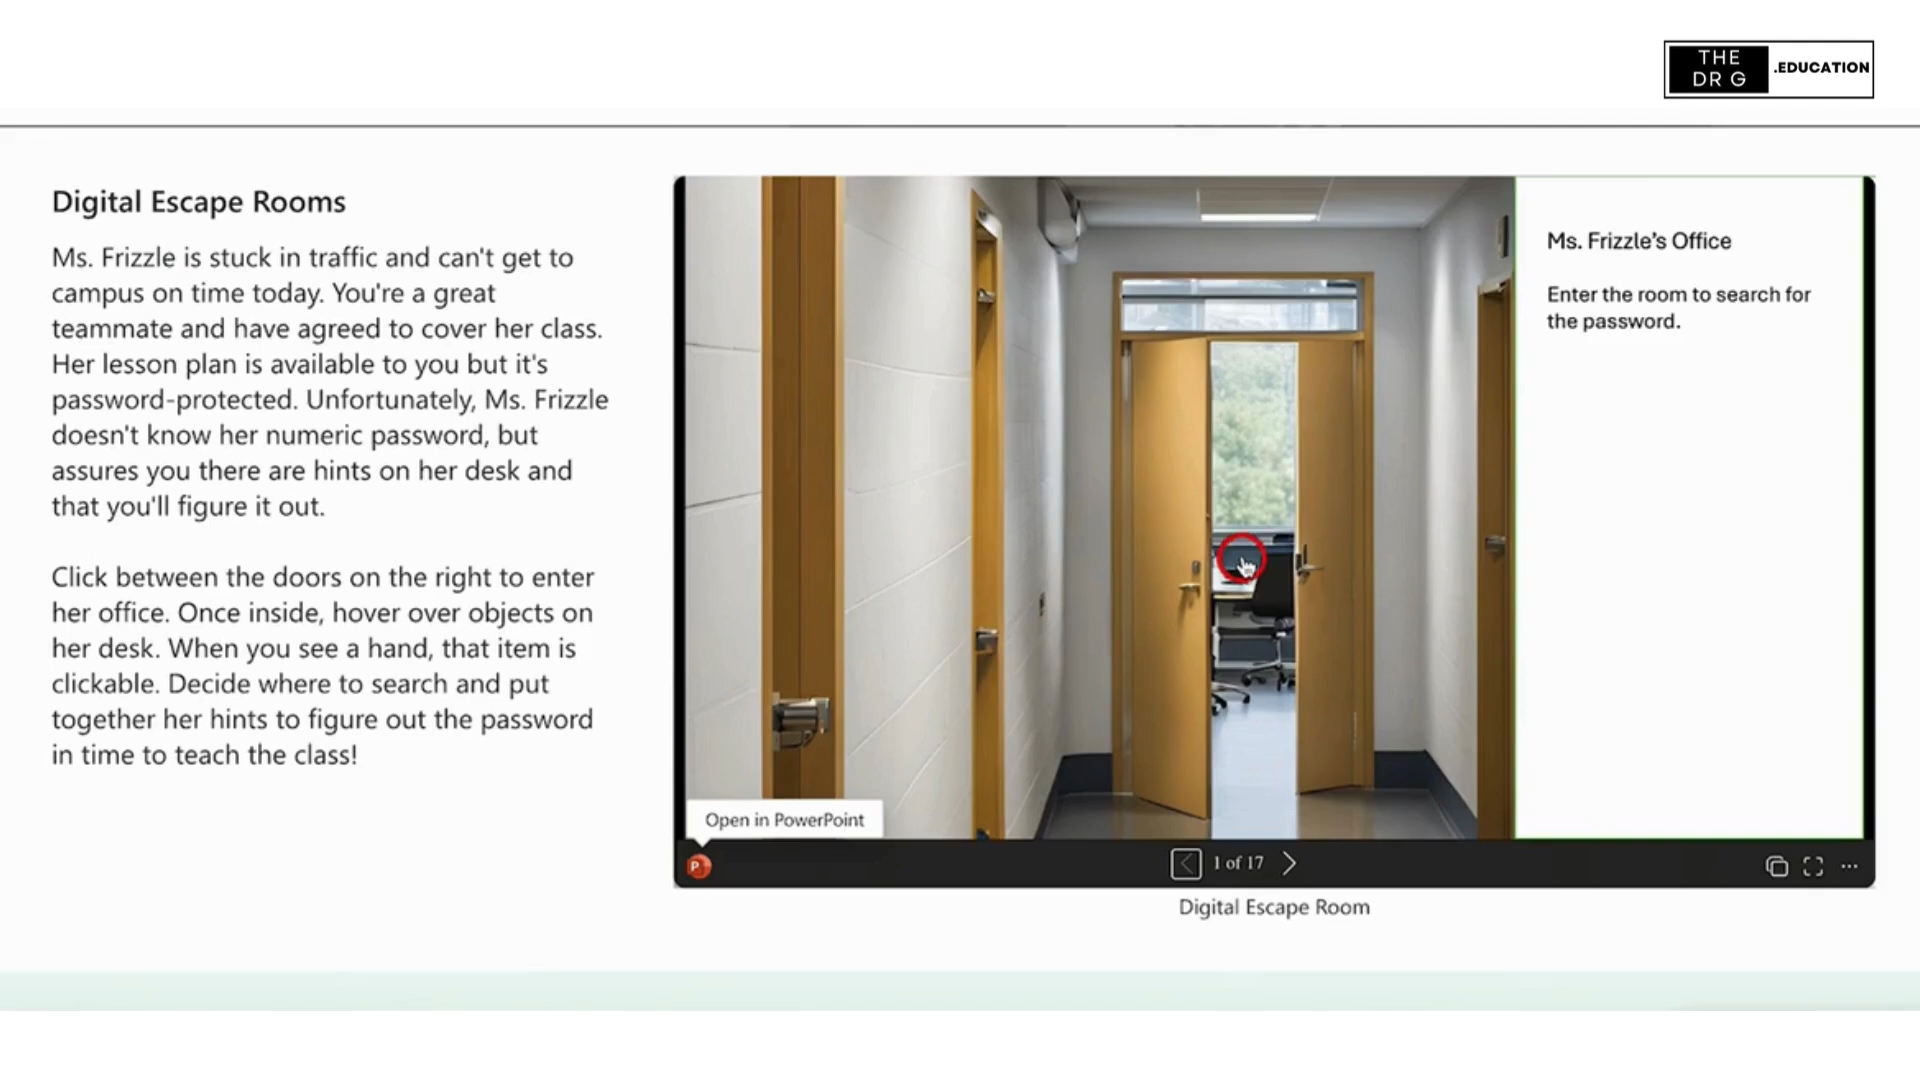 THE
DR G
.EDUCATION
Digital Escape Rooms
Ms. Frizzle is stuck in traffic and can't get to
campus on time today. You're a great
teammate and have agreed to cover her class.
Her lesson plan is available to you but it's
password-protected. Unfortunately, Ms. Frizzle
doesn't know her numeric password, but
assures you there are hints on her desk and
that you'll figure it out.
Click between the doors on the right to enter
her office. Once inside, hover over objects on
her desk. When you see a hand, that item is
clickable. Decide where to search and put
together her hints to figure out the password
in time to teach the class!
Ms. Frizzle's Office
Enter the room to search for
the password.
Open in PowerPoint
P
1 of 17
Digital Escape Room